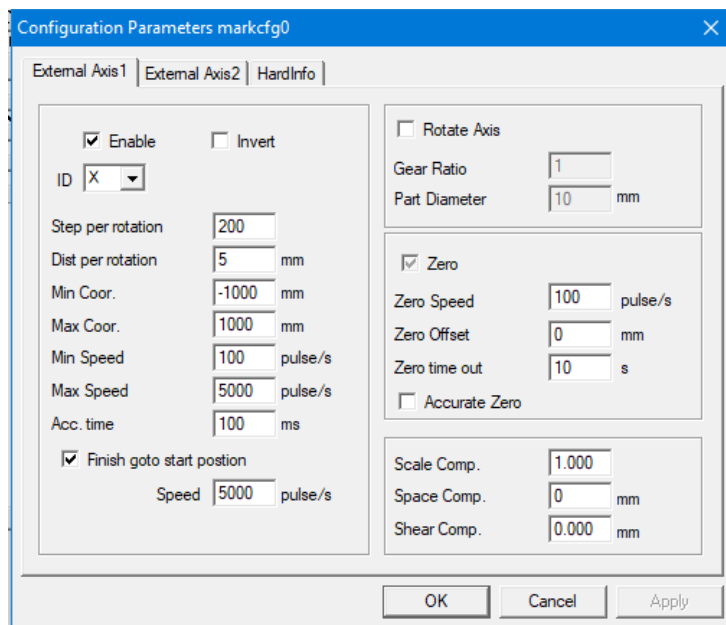 Configuration Parameters markcfg0
External Axis1 External Axis2 HardInfo
Enable Invert
ID X
Step per rotation 200
Dist per rotation 5 mm
Min Coor. -1000 mm
Max Coor. 1000 mm
Min Speed 100 pulse/s
Max Speed 5000 pulse/s
Acc. time 100 ms
Finish goto start postion
Speed 5000 pulse/s
Rotate Axis
Gear Ratio 1
Part Diameter 10 mm
Zero
Zero Speed 100 pulse/s
Zero Offset 0 mm
Zero time out 10 s
Accurate Zero
Scale Comp. 1.000
Space Comp. 0 mm
Shear Comp. 0.000 mm
OK Cancel Apply